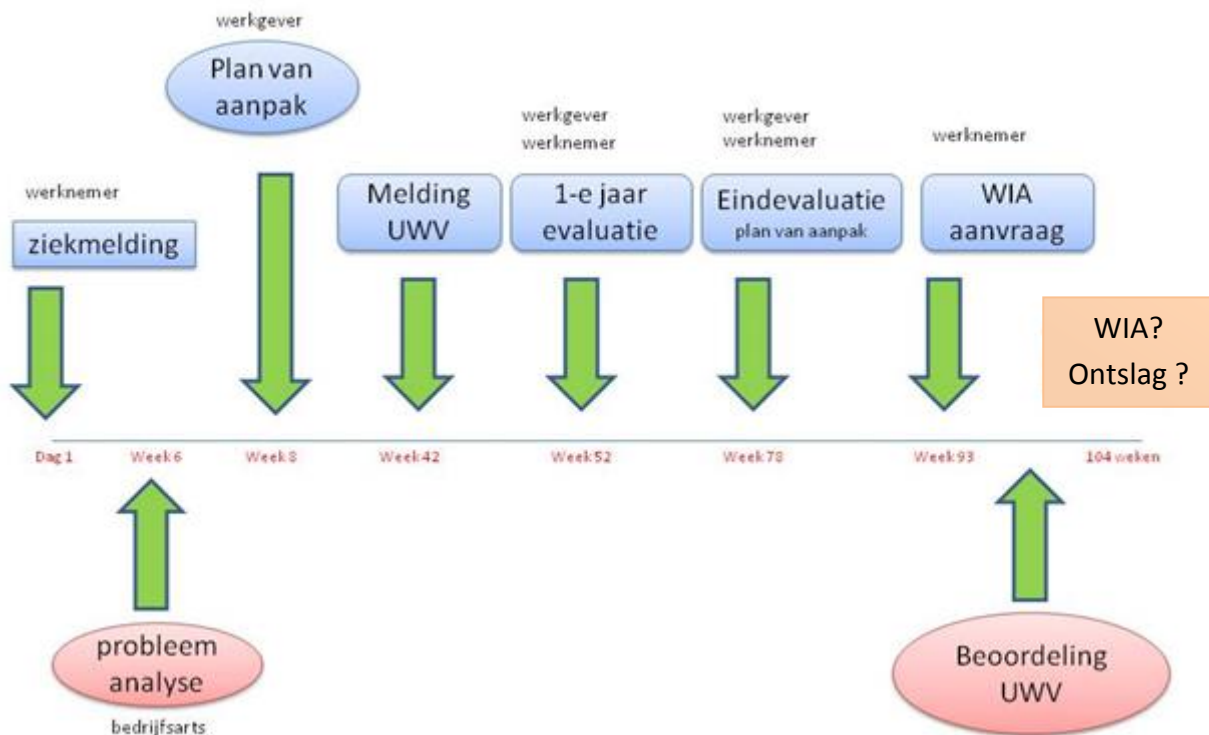 werkgever
Plan van
aanpak
werknemer
ziekmelding
Melding
UWV
werkgever
werknemer
1-e jaar
evaluatie
werkgever
werknemer
Eindevaluatie
plan van aanpak
werknemer
WIA
aanvraag
WIA?
Ontslag ?
Dag 1
Week 6
Week 8
Week 42
Week 52
Week 78
Week 93
104 weken
probleem
analyse
bedrijfsarts
Beoordeling
UWV